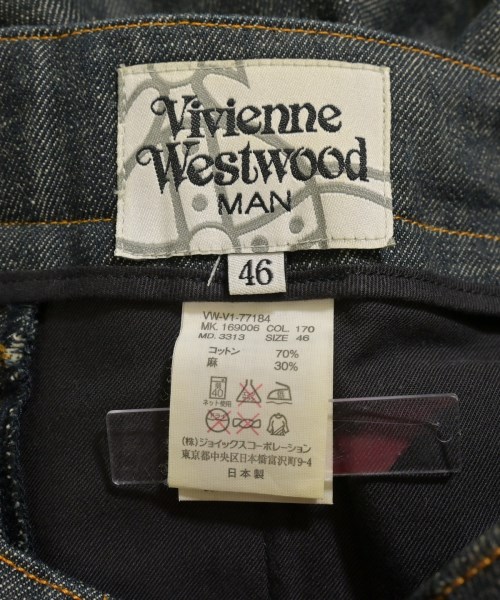 Vivienne
Westwood
MAN
46
VW-V1-77184
MK. 169006 COL. 170
MD. 3313 SIZE 46
コットン 70%
麻 30%
弱
40
ネット使用
(株)ジョイックスコーポレーション
東京都中央区日本橋富沢町9-4
日本製